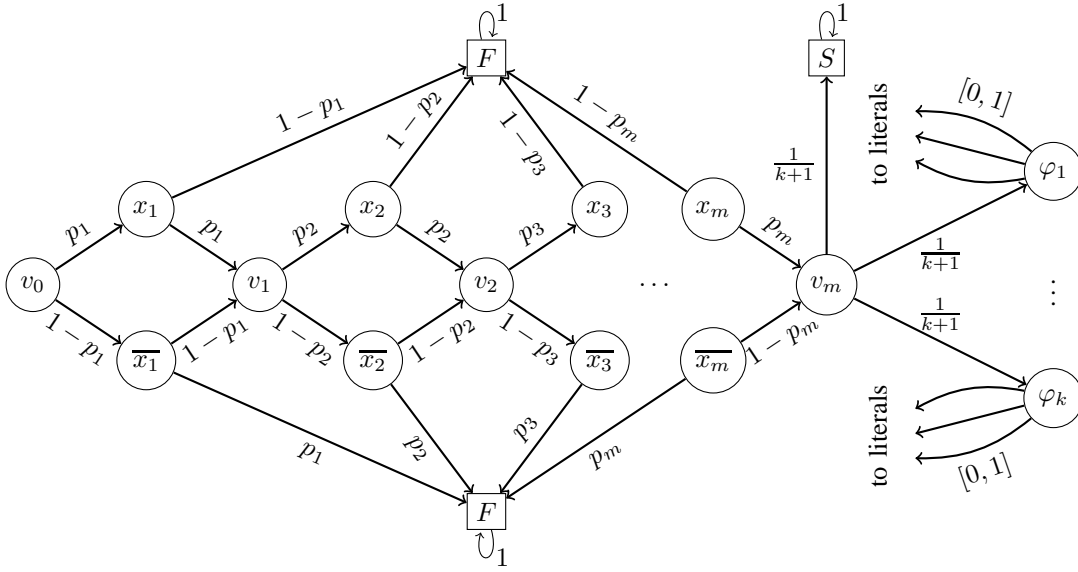 1 1
F S
[0, 1]
to literals
φ₁
1 − p₁ 1 − p₂ 1 − p₃ 1 − pₘ
1/(k+1)
x₁ x₂ x₃ xₘ
p₁ p₁ p₂ p₂ p₃ pₘ
1/(k+1)
v₀ v₁ v₂ ... vₘ ⋮
1/(k+1)
1 − p₁ 1 − p₁ 1 − p₂ 1 − p₂ 1 − p₃ 1 − pₘ
x̅₁ x̅₂ x̅₃ x̅ₘ
φₖ
p₁ p₂ p₃ pₘ
to literals
[0, 1]
F
1